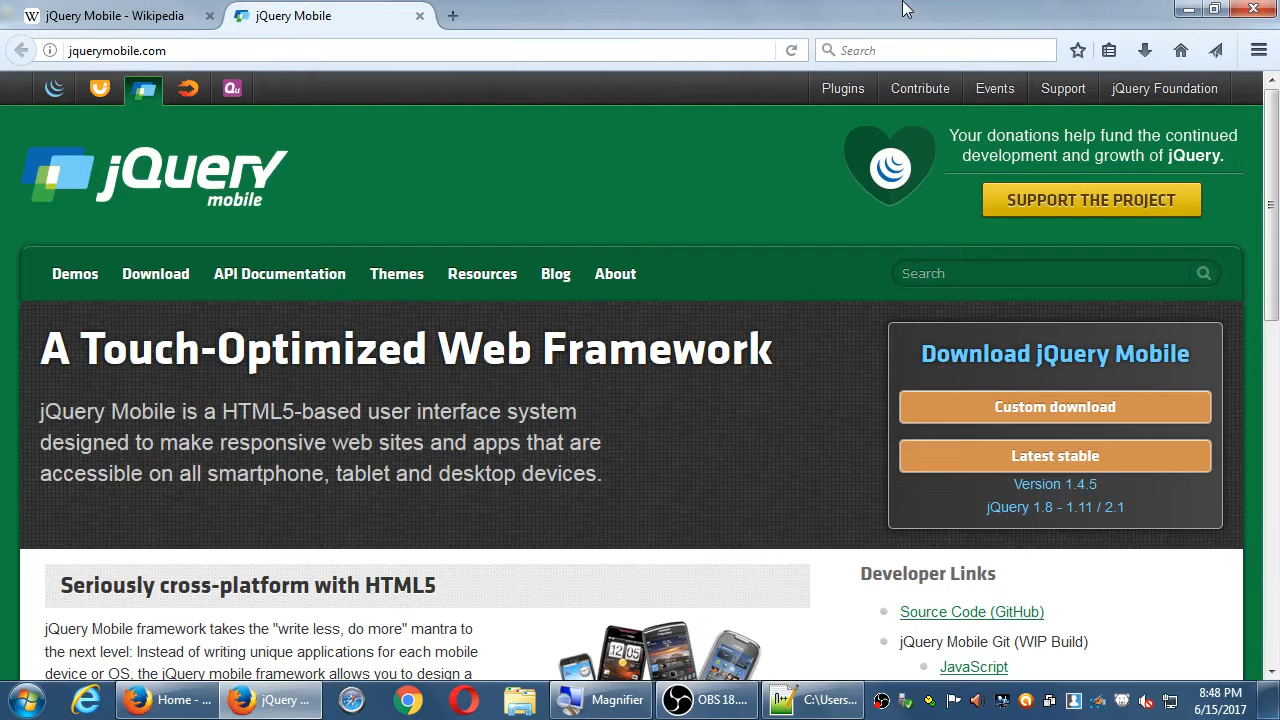 jQuery Mobile - Wikipedia
jQuery Mobile
jquerymobile.com
Search
Plugins
Contribute
Events
Support
jQuery Foundation
jQuery
mobile
Your donations help fund the continued
development and growth of jQuery.
SUPPORT THE PROJECT
Demos
Download
API Documentation
Themes
Resources
Blog
About
Search
A Touch-Optimized Web Framework
jQuery Mobile is a HTML5-based user interface system
designed to make responsive web sites and apps that are
accessible on all smartphone, tablet and desktop devices.
Download jQuery Mobile
Custom download
Latest stable
Version 1.4.5
jQuery 1.8 - 1.11 / 2.1
Seriously cross-platform with HTML5
jQuery Mobile framework takes the "write less, do more" mantra to
the next level: Instead of writing unique applications for each mobile
device or OS, the jQuery mobile framework allows you to design a
12:05
Developer Links
Source Code (GitHub)
jQuery Mobile Git (WIP Build)
JavaScript
Home - ...
jQuery ...
Magnifier
OBS 18....
C:\Users...
8:48 PM
6/15/2017